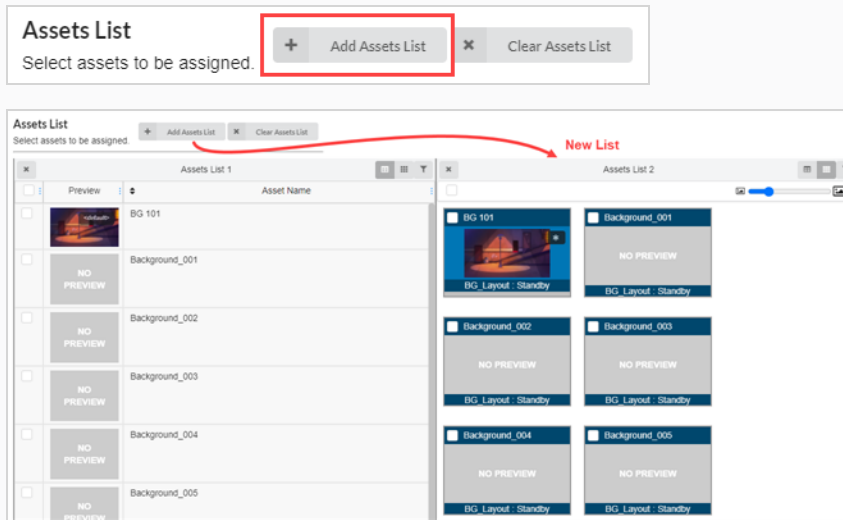 Assets List
Select assets to be assigned.
Add Assets List
Clear Assets List
Assets List
Select assets to be assigned.
Add Assets List
Clear Assets List
New List
Assets List 1
Preview
Asset Name
<default>
BG 101
NO
PREVIEW
Background_001
NO
PREVIEW
Background_002
NO
PREVIEW
Background_003
NO
PREVIEW
Background_004
NO
PREVIEW
Background_005
Assets List 2
BG 101
BG_Layout : Standby
Background_001
NO PREVIEW
BG_Layout : Standby
Background_002
NO PREVIEW
BG_Layout : Standby
Background_003
NO PREVIEW
BG_Layout : Standby
Background_004
NO PREVIEW
BG_Layout : Standby
Background_005
NO PREVIEW
BG_Layout : Standby